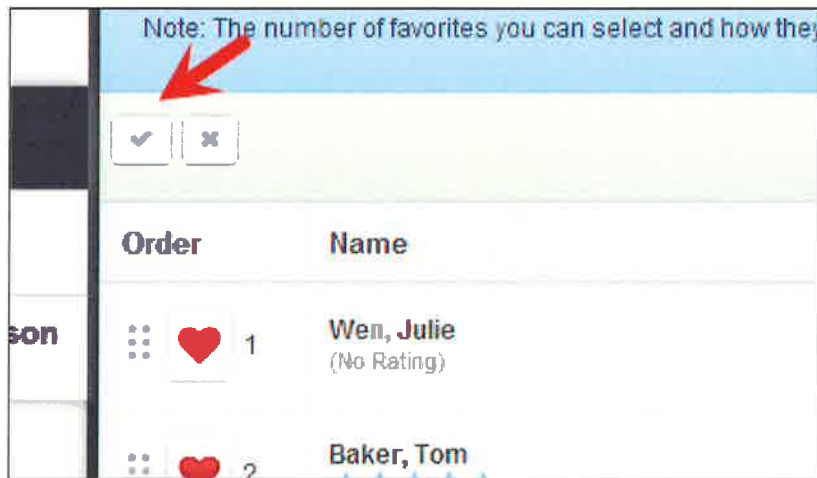 Note: The number of favorites you can select and how they
Order Name
son
1 Wen, Julie
(No Rating)
2 Baker, Tom